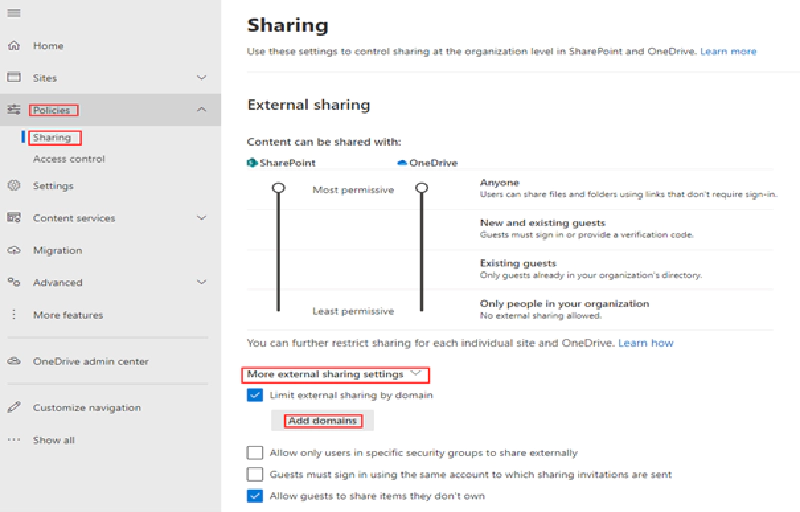 Home
Sites
Policies
Sharing
Access control
Settings
Content services
Migration
Advanced
More features
OneDrive admin center
Customize navigation
Show all
Sharing
Use these settings to control sharing at the organization level in SharePoint and OneDrive. Learn more
External sharing
Content can be shared with:
SharePoint
OneDrive
Most permissive
Anyone
Users can share files and folders using links that don't require sign-in.
New and existing guests
Guests must sign in or provide a verification code.
Existing guests
Only guests already in your organization's directory.
Least permissive
Only people in your organization
No external sharing allowed.
You can further restrict sharing for each individual site and OneDrive. Learn how
More external sharing settings
Limit external sharing by domain
Add domains
Allow only users in specific security groups to share externally
Guests must sign in using the same account to which sharing invitations are sent
Allow guests to share items they don't own